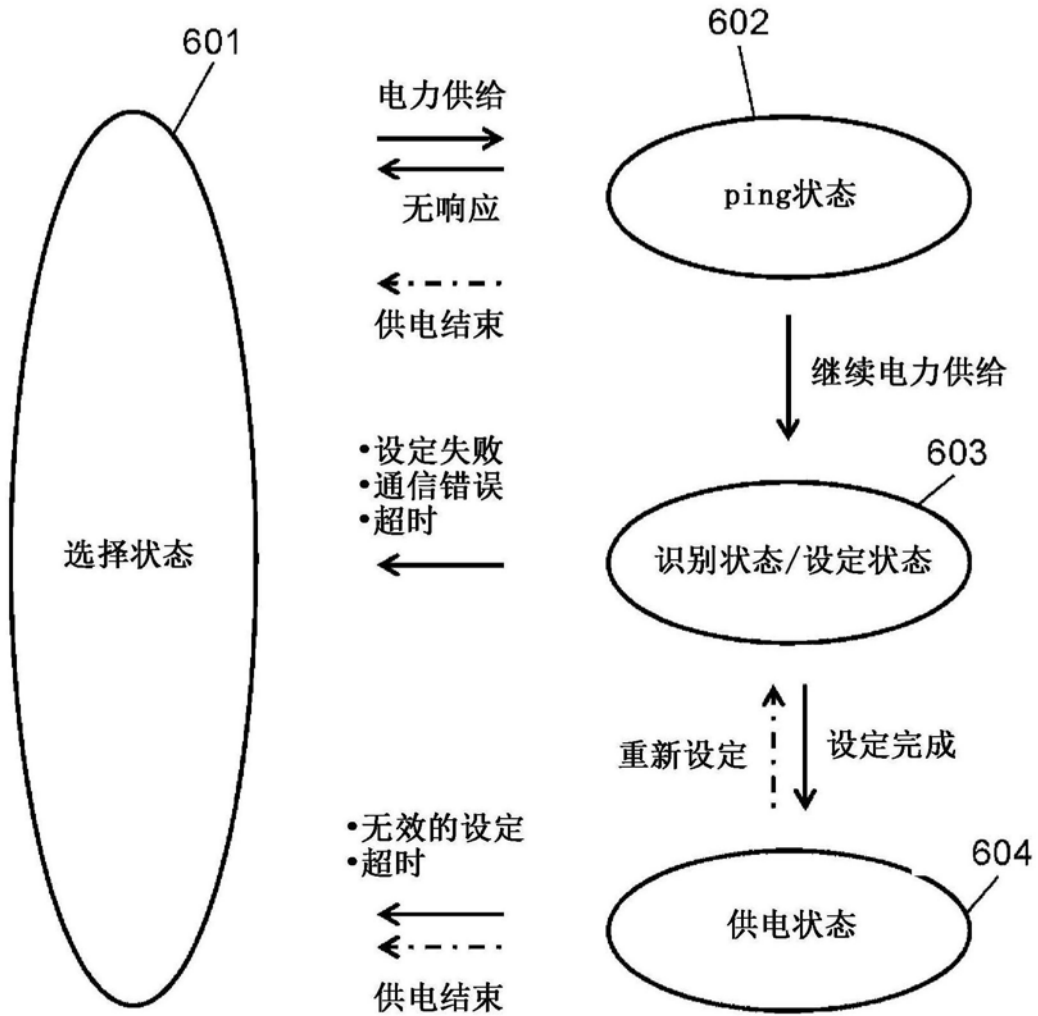 601
602
电力供给
ping状态
无响应
供电结束
继续电力供给
603
•设定失败
•通信错误
•超时
选择状态
识别状态/设定状态
重新设定
设定完成
•无效的设定
•超时
604
供电状态
供电结束